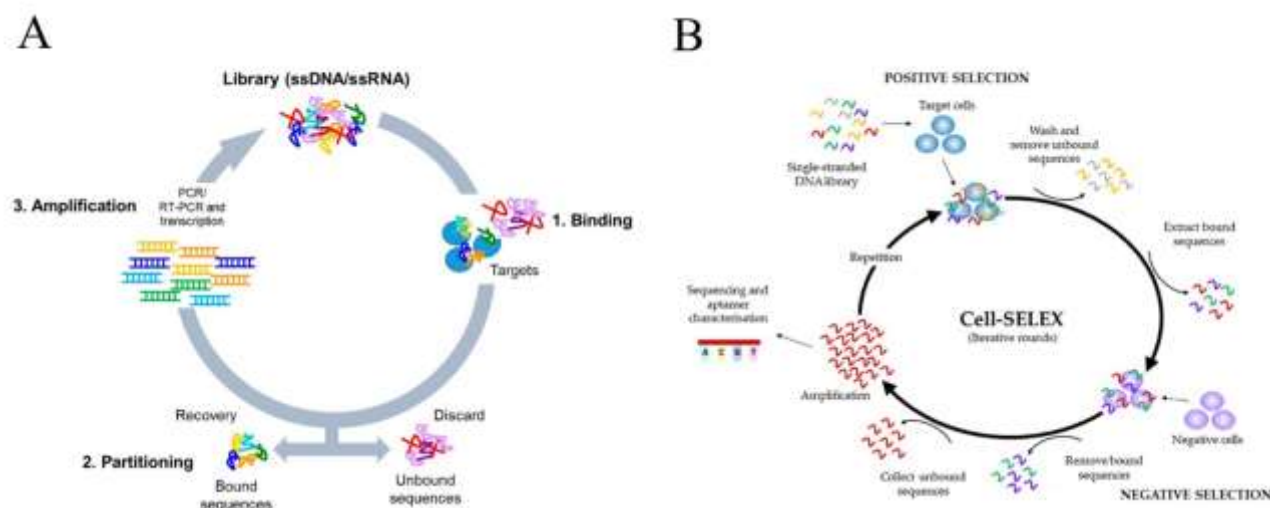 A
Library (ssDNA/ssRNA)
1. Binding
Targets
3. Amplification
PCR/
RT-PCR and
transcription
Recovery
Discard
2. Partitioning
Bound
sequences
Unbound
sequences
B
POSITIVE SELECTION
Target cells
Single-stranded
DNA library
Wash and
remove unbound
sequences
Extract bound
sequences
Repetition
Cell-SELEX
(Iterative rounds)
Sequencing and
aptamer
characterisation
Amplification
Negative cells
Remove bound
sequences
Collect unbound
sequences
NEGATIVE SELECTION